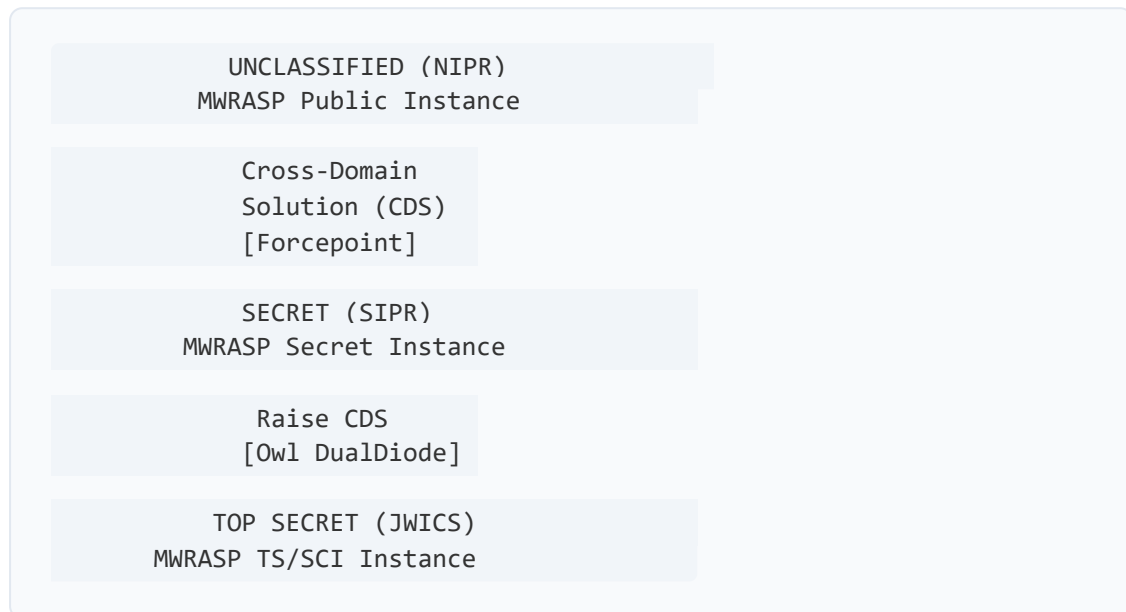 UNCLASSIFIED (NIPR)
MWRASP Public Instance
Cross-Domain
Solution (CDS)
[Forcepoint]
SECRET (SIPR)
MWRASP Secret Instance
Raise CDS
[Owl DualDiode]
TOP SECRET (JWICS)
MWRASP TS/SCI Instance